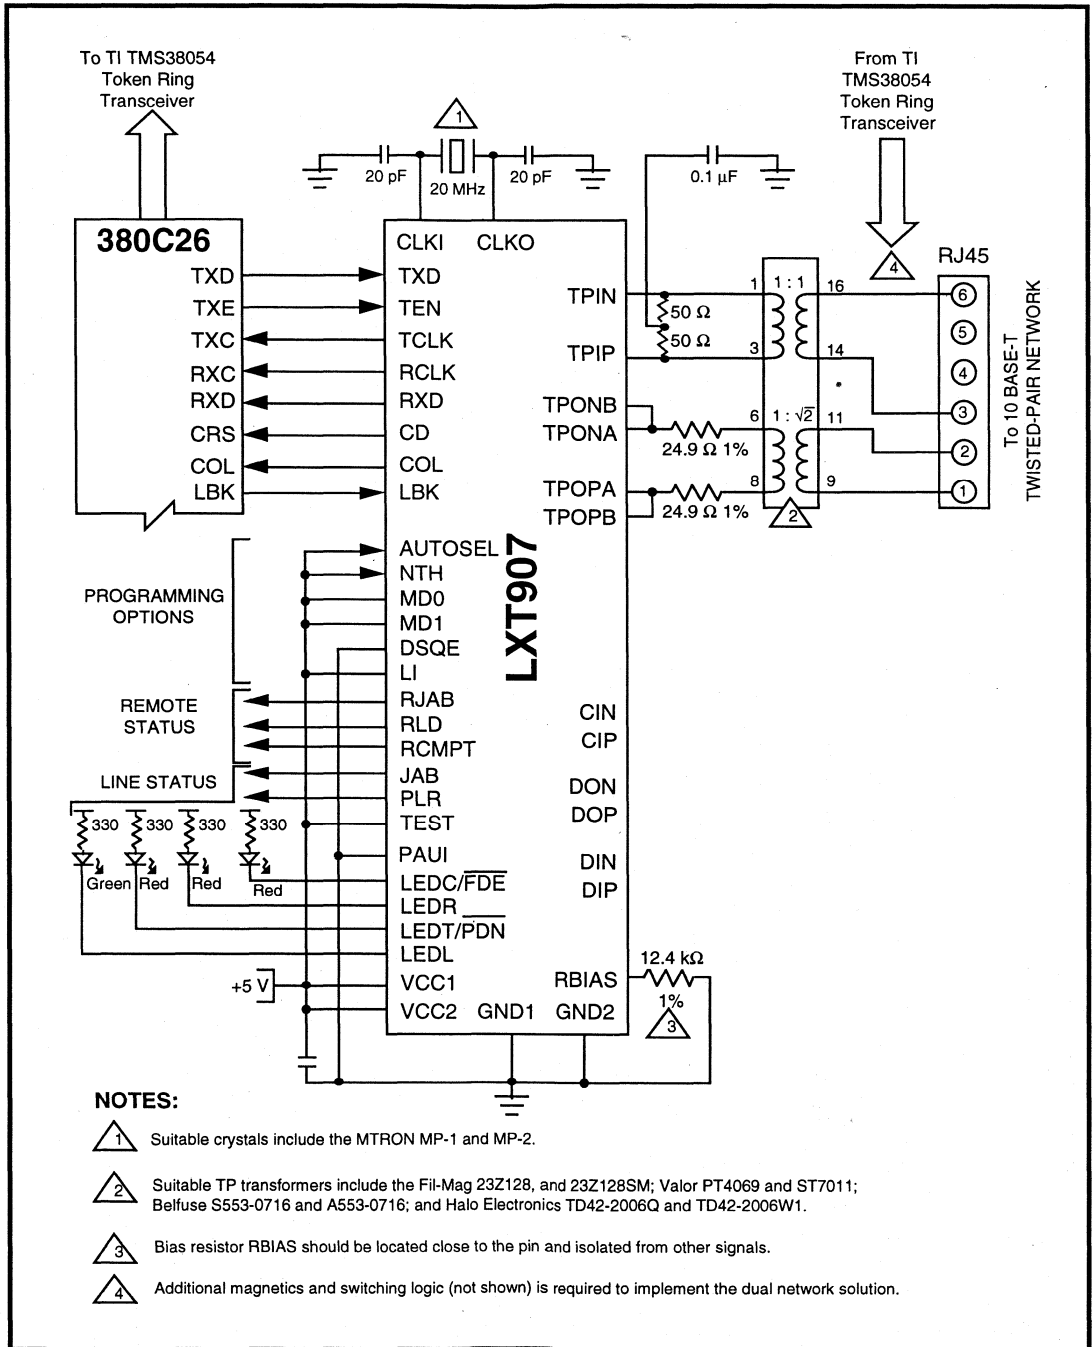 To TI TMS38054
Token Ring
Transceiver
From TI
TMS38054
Token Ring
Transceiver
1
20 pF
20 MHz
20 pF
0.1 µF
4
380C26
TXD
TXE
TXC
RXC
RXD
CRS
COL
LBK
CLKI CLKO
TXD
TEN
TCLK
RCLK
RXD
CD
COL
LBK
AUTOSEL
NTH
MD0
MD1
DSQE
LI
RJAB
RLD
RCMPT
JAB
PLR
TEST
PAUI
LEDC/FDE
LEDR
LEDT/PDN
LEDL
VCC1
VCC2 GND1 GND2
LXT907
TPIN
TPIP
TPONB
TPONA
TPOPA
TPOPB
CIN
CIP
DON
DOP
DIN
DIP
RBIAS
50 Ω
50 Ω
24.9 Ω 1%
24.9 Ω 1%
1 1 : 1 16
3 14
6 1 : √2 11
8 9
2
RJ45
6
5
4
3
2
1
To 10 BASE-T
TWISTED-PAIR NETWORK
PROGRAMMING
OPTIONS
REMOTE
STATUS
LINE STATUS
330 330 330 330
Green Red Red Red
+5 V
12.4 kΩ
1%
3
NOTES:
1 Suitable crystals include the MTRON MP-1 and MP-2.
2 Suitable TP transformers include the Fil-Mag 23Z128, and 23Z128SM; Valor PT4069 and ST7011;
Belfuse S553-0716 and A553-0716; and Halo Electronics TD42-2006Q and TD42-2006W1.
3 Bias resistor RBIAS should be located close to the pin and isolated from other signals.
4 Additional magnetics and switching logic (not shown) is required to implement the dual network solution.